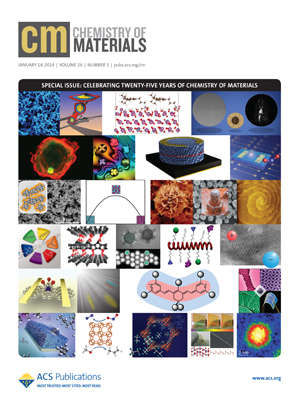 cm CHEMISTRY OF
MATERIALS
JANUARY 14, 2014 | VOLUME 26 | NUMBER 1 | pubs.acs.org/cm
SPECIAL ISSUE: CELEBRATING TWENTY-FIVE YEARS OF CHEMISTRY OF MATERIALS
ACS Publications
MOST TRUSTED. MOST CITED. MOST READ.
www.acs.org